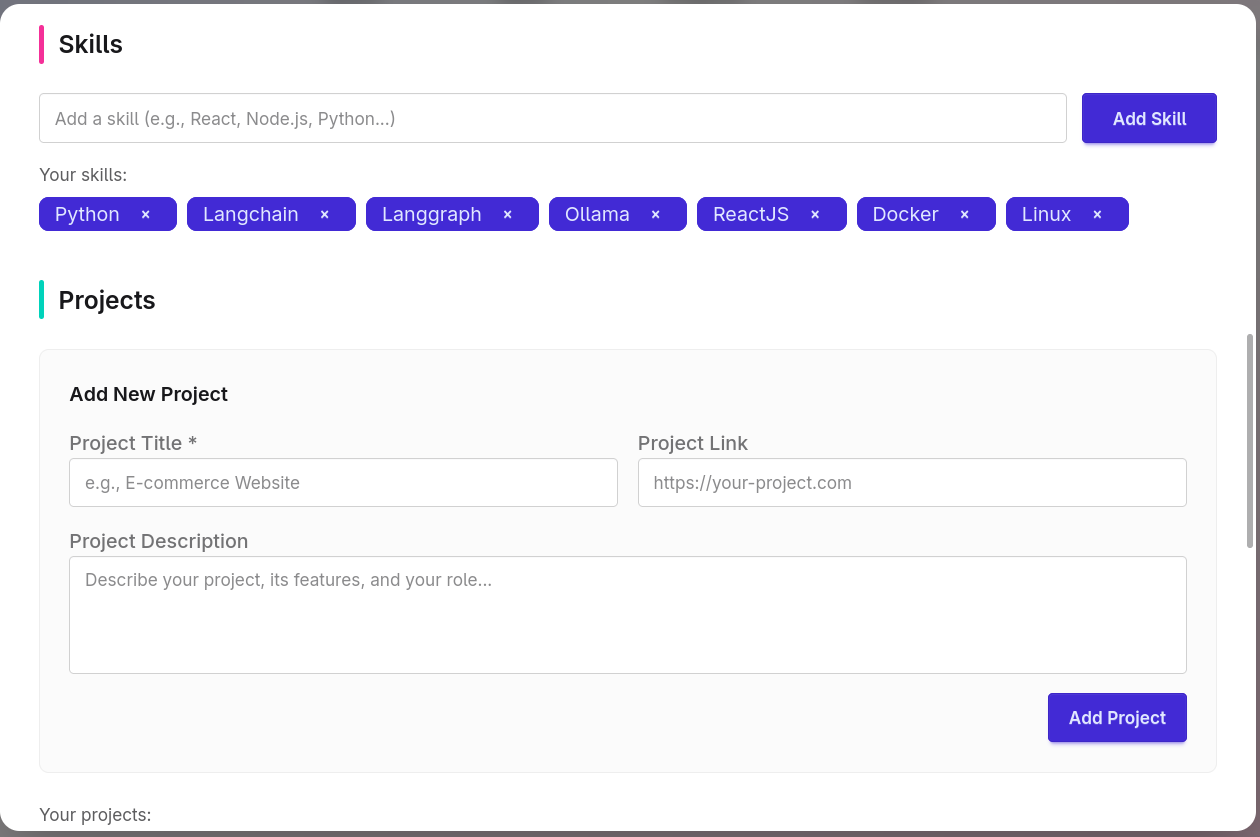 Skills
Add a skill (e.g., React, Node.js, Python...) Add Skill
Your skills:
Python × Langchain × Langgraph × Ollama × ReactJS × Docker × Linux ×
Projects
Add New Project
Project Title * Project Link
e.g., E-commerce Website https://your-project.com
Project Description
Describe your project, its features, and your role...
Add Project
Your projects: